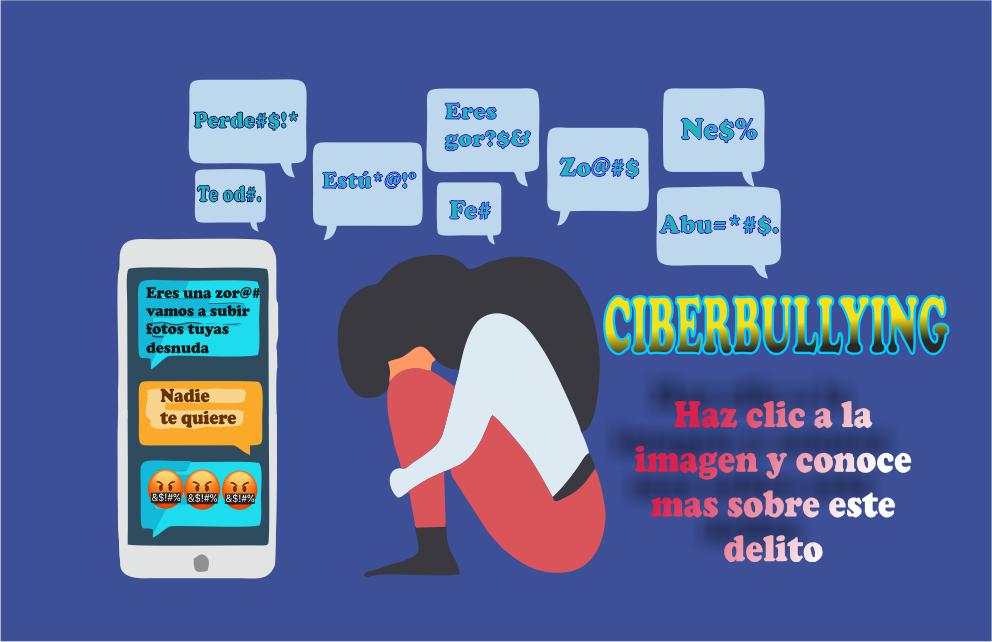 Perde#$!*
Te od#.
Estú*@!º
Eres
gor?$&
Fe#
Zo@#$
Ne$%
Abu=*#$.
Eres una zor@#
vamos a subir
fotos tuyas
desnuda
Nadie
te quiere
&$!#% &$!#% &$!#%
CIBERBULLYING
Haz clic a la
imagen y conoce
mas sobre este
delito